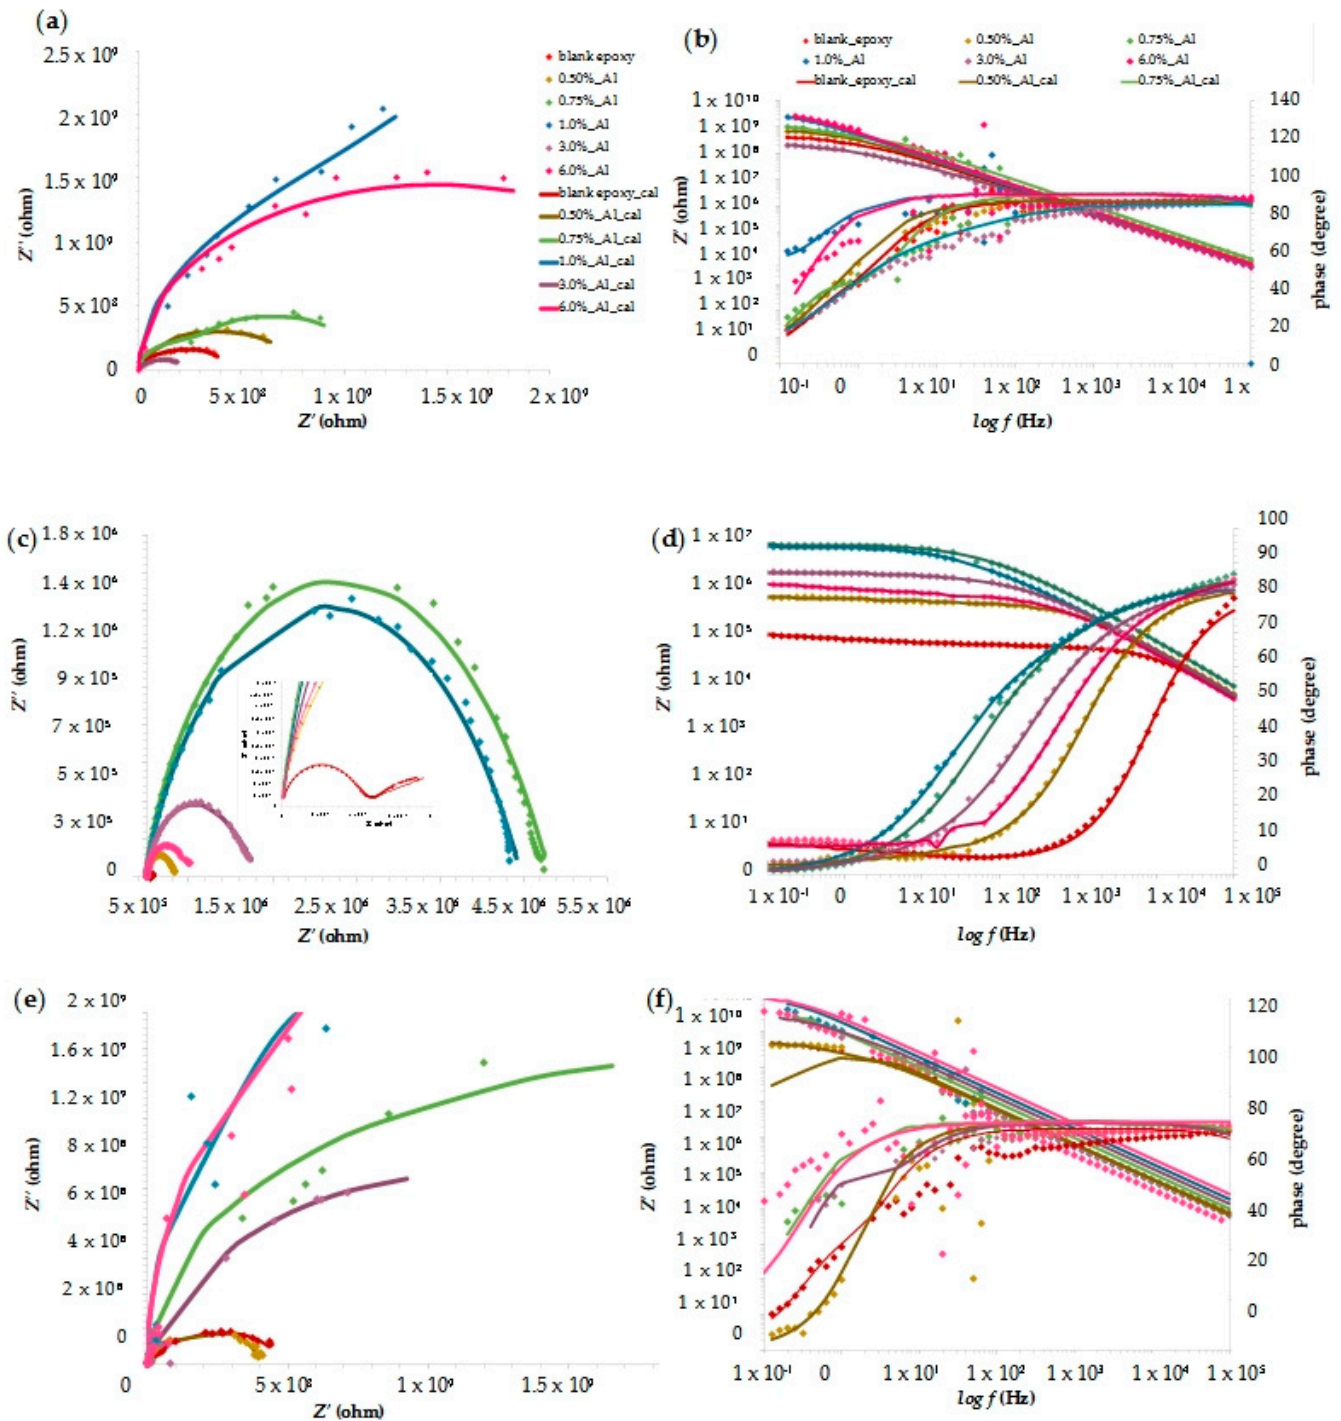 (a)
2.5 x 10⁹
2 x 10⁹
1.5 x 10⁹
1 x 10⁹
5 x 10⁸
0
Z'' (ohm)
0 5 x 10⁸ 1 x 10⁹ 1.5 x 10⁹ 2 x 10⁹
Z' (ohm)
blank epoxy
0.50%_Al
0.75%_Al
1.0%_Al
3.0%_Al
6.0%_Al
blank epoxy_cal
0.50%_Al_cal
0.75%_Al_cal
1.0%_Al_cal
3.0%_Al_cal
6.0%_Al_cal
(b)
blank_epoxy 0.50%_Al 0.75%_Al
1.0%_Al 3.0%_Al 6.0%_Al
blank_epoxy_cal 0.50%_Al_cal 0.75%_Al_cal
1 x 10¹⁰
1 x 10⁹
1 x 10⁸
1 x 10⁷
1 x 10⁶
1 x 10⁵
1 x 10⁴
1 x 10³
1 x 10²
1 x 10¹
0
Z' (ohm)
140
120
100
80
60
40
20
0
phase (degree)
10⁻¹ 0 1 x 10¹ 1 x 10² 1 x 10³ 1 x 10⁴ 1 x
log f (Hz)
(c)
1.8 x 10⁶
1.4 x 10⁶
1.2 x 10⁶
9 x 10⁵
7 x 10⁵
5 x 10⁵
3 x 10⁵
0
Z'' (ohm)
5 x 10⁵ 1.5 x 10⁶ 2.5 x 10⁶ 3.5 x 10⁶ 4.5 x 10⁶ 5.5 x 10⁶
Z' (ohm)
(d)
1 x 10⁷
1 x 10⁶
1 x 10⁵
1 x 10⁴
1 x 10³
1 x 10²
1 x 10¹
0
Z' (ohm)
100
90
80
70
60
50
40
30
20
10
0
phase (degree)
1 x 10⁻¹ 0 1 x 10¹ 1 x 10² 1 x 10³ 1 x 10⁴ 1 x 10⁵
log f (Hz)
(e)
2 x 10⁹
1.6 x 10⁹
1.2 x 10⁹
8 x 10⁸
6 x 10⁸
4 x 10⁸
2 x 10⁸
0
Z'' (ohm)
0 5 x 10⁸ 1 x 10⁹ 1.5 x 10⁹
Z' (ohm)
(f)
1 x 10¹⁰
1 x 10⁹
1 x 10⁸
1 x 10⁷
1 x 10⁶
1 x 10⁵
1 x 10⁴
1 x 10³
1 x 10²
1 x 10¹
0
Z' (ohm)
120
100
80
60
40
20
0
phase (degree)
1 x 10⁻¹ 0 1 x 10¹ 1 x 10² 1 x 10³ 1 x 10⁴ 1 x 10⁵
log f (Hz)